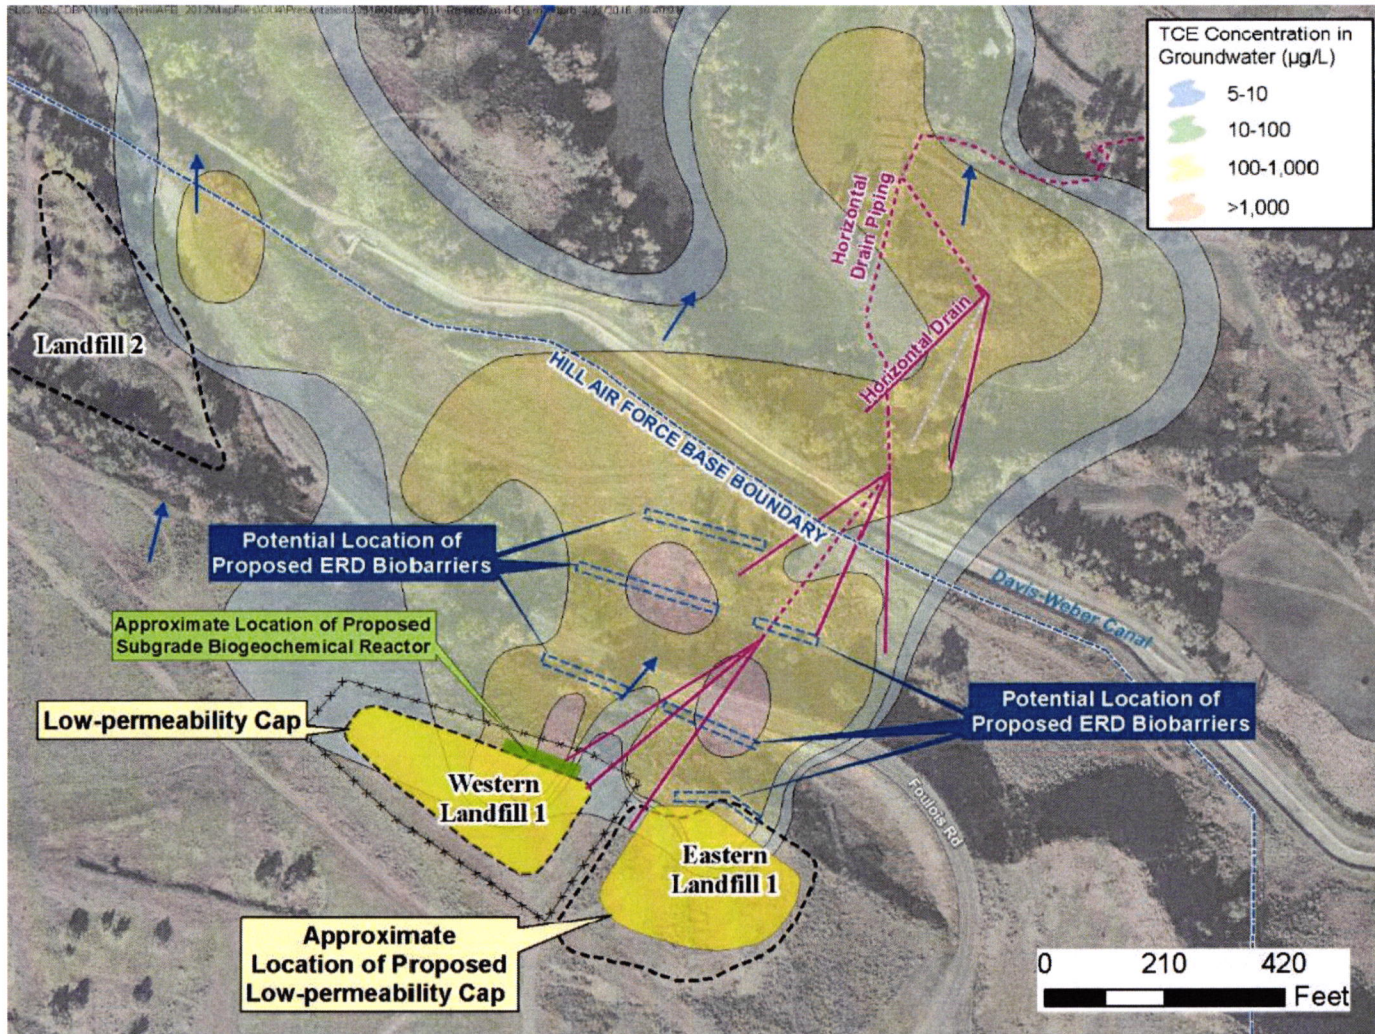 TCE Concentration in
Groundwater (µg/L)
5-10
10-100
100-1,000
>1,000
Horizontal
Drain Piping
Horizontal Drain
Landfill 2
HILL AIR FORCE BASE BOUNDARY
Davis-Weber Canal
Potential Location of
Proposed ERD Biobarriers
Approximate Location of Proposed
Subgrade Biogeochemical Reactor
Low-permeability Cap
Potential Location of
Proposed ERD Biobarriers
Western
Landfill 1
Foulois Rd
Eastern
Landfill 1
Approximate
Location of Proposed
Low-permeability Cap
0 210 420
Feet